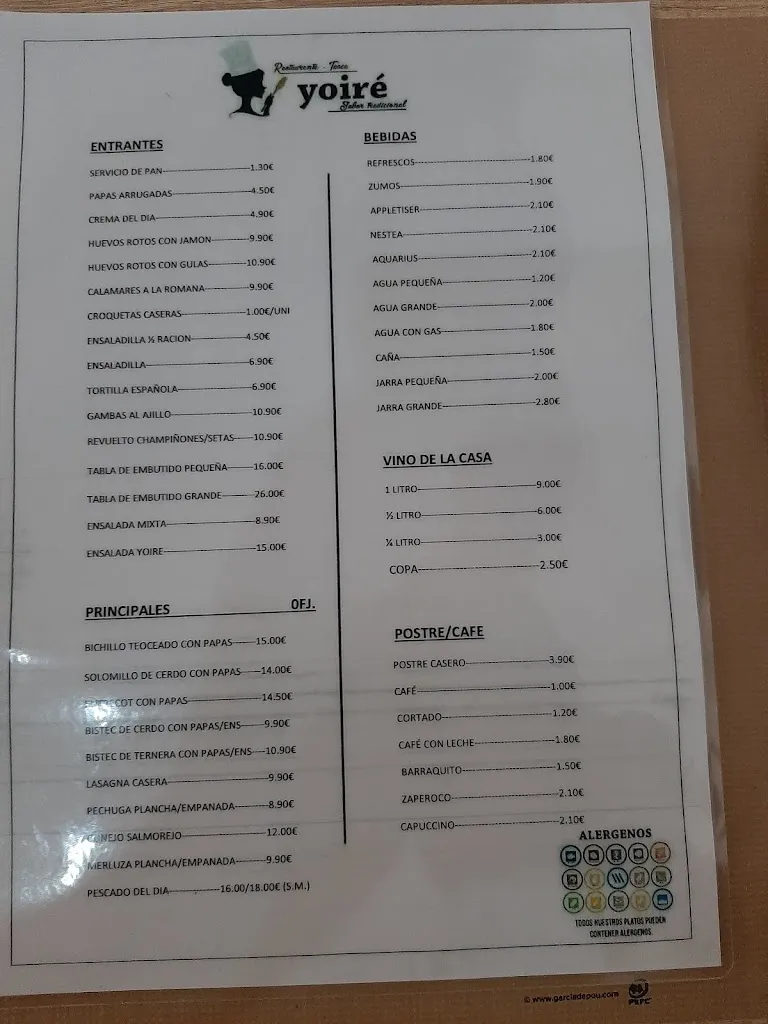 Restaurante - Tasca
yoiré
Sabor tradicional
ENTRANTES
SERVICIO DE PAN-----1.30€
PAPAS ARRUGADAS-----4.50€
CREMA DEL DIA-----4.90€
HUEVOS ROTOS CON JAMON-----9.90€
HUEVOS ROTOS CON GULAS-----10.90€
CALAMARES A LA ROMANA-----9.90€
CROQUETAS CASERAS-----1.00€/UNI
ENSALADILLA ½ RACION-----4.50€
ENSALADILLA-----6.90€
TORTILLA ESPAÑOLA-----6.90€
GAMBAS AL AJILLO-----10.90€
REVUELTO CHAMPIÑONES/SETAS-----10.90€
TABLA DE EMBUTIDO PEQUEÑA-----16.00€
TABLA DE EMBUTIDO GRANDE-----26.00€
ENSALADA MIXTA-----8.90€
ENSALADA YOIRE-----15.00€
PRINCIPALES OFJ.
BICHILLO TEOCEADO CON PAPAS-----15.00€
SOLOMILLO DE CERDO CON PAPAS-----14.00€
CON PAPAS-----14.50€
BISTEC DE CERDO CON PAPAS/ENS-----9.90€
BISTEC DE TERNERA CON PAPAS/ENS-----10.90€
LASAGNA CASERA-----9.90€
PECHUGA PLANCHA/EMPANADA-----8.90€
CONEJO SALMOREJO-----12.00€
MERLUZA PLANCHA/EMPANADA-----9.90€
PESCADO DEL DIA-----16.00/18.00€ (S.M.)
BEBIDAS
REFRESCOS-----1.80€
ZUMOS-----1.90€
APPLETISER-----2.10€
NESTEA-----2.10€
AQUARIUS-----2.10€
AGUA PEQUEÑA-----1.20€
AGUA GRANDE-----2.00€
AGUA CON GAS-----1.80€
CAÑA-----1.50€
JARRA PEQUEÑA-----2.00€
JARRA GRANDE-----2.80€
VINO DE LA CASA
1 LITRO-----9.00€
½ LITRO-----6.00€
¼ LITRO-----3.00€
COPA-----2.50€
POSTRE/CAFE
POSTRE CASERO-----3.90€
CAFÉ-----1.00€
CORTADO-----1.20€
CAFÉ CON LECHE-----1.80€
BARRAQUITO-----1.50€
ZAPEROCO-----2.10€
CAPUCCINO-----2.10€
ALERGENOS
TODOS NUESTROS PLATOS PUEDEN
CONTENER ALERGENOS.
© www.garciadepou.com
PEFC